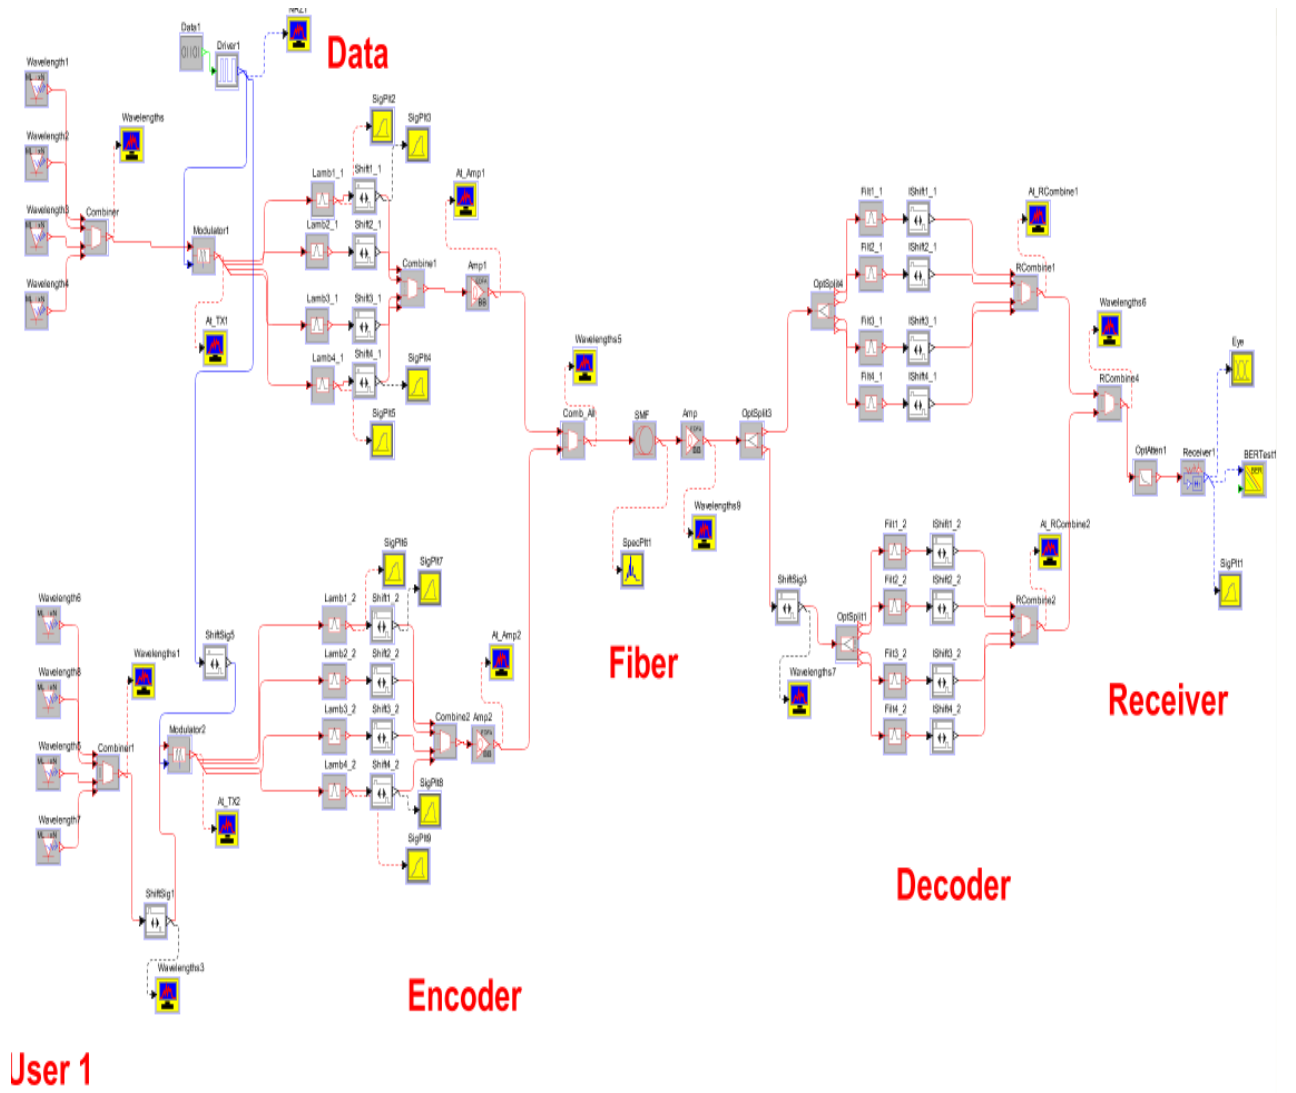 Data1
NRZ1
Driver1
Data
Wavelength1
Wavelength2
Wavelength3
Wavelength4
Wavelengths
Combiner
Modulator1
At_TX1
SigPlt2
SigPlt3
Lamb1_1
Shift1_1
Lamb2_1
Shift2_1
Lamb3_1
Shift3_1
Lamb4_1
Shift4_1
SigPlt4
SigPlt5
Combine1
At_Amp1
Amp1
Wavelengths5
Comb_All
SMF
Amp
OptSplit3
Wavelengths9
SpecPlt1
Fiber
OptSplit4
Filt1_1
IShift1_1
Filt2_1
IShift2_1
Filt3_1
IShift3_1
Filt4_1
IShift4_1
At_RCombine1
RCombine1
Wavelengths6
RCombine4
Eye
OptAtten1
Receiver1
BERTest1
SigPlt1
Wavelength6
Wavelength8
Wavelength5
Wavelength7
Wavelengths1
Combiner1
ShiftSig5
Modulator2
At_TX2
ShiftSig1
Wavelengths3
SigPlt6
SigPlt7
Lamb1_2
Shift1_2
Lamb2_2
Shift2_2
Lamb3_2
Shift3_2
Lamb4_2
Shift4_2
SigPlt8
SigPlt9
Combine2
At_Amp2
Amp2
ShiftSig3
Wavelengths7
OptSplit1
Filt1_2
IShift1_2
Filt2_2
IShift2_2
Filt3_2
IShift3_2
Filt4_2
IShift4_2
At_RCombine2
RCombine2
Receiver
Decoder
Encoder
User 1